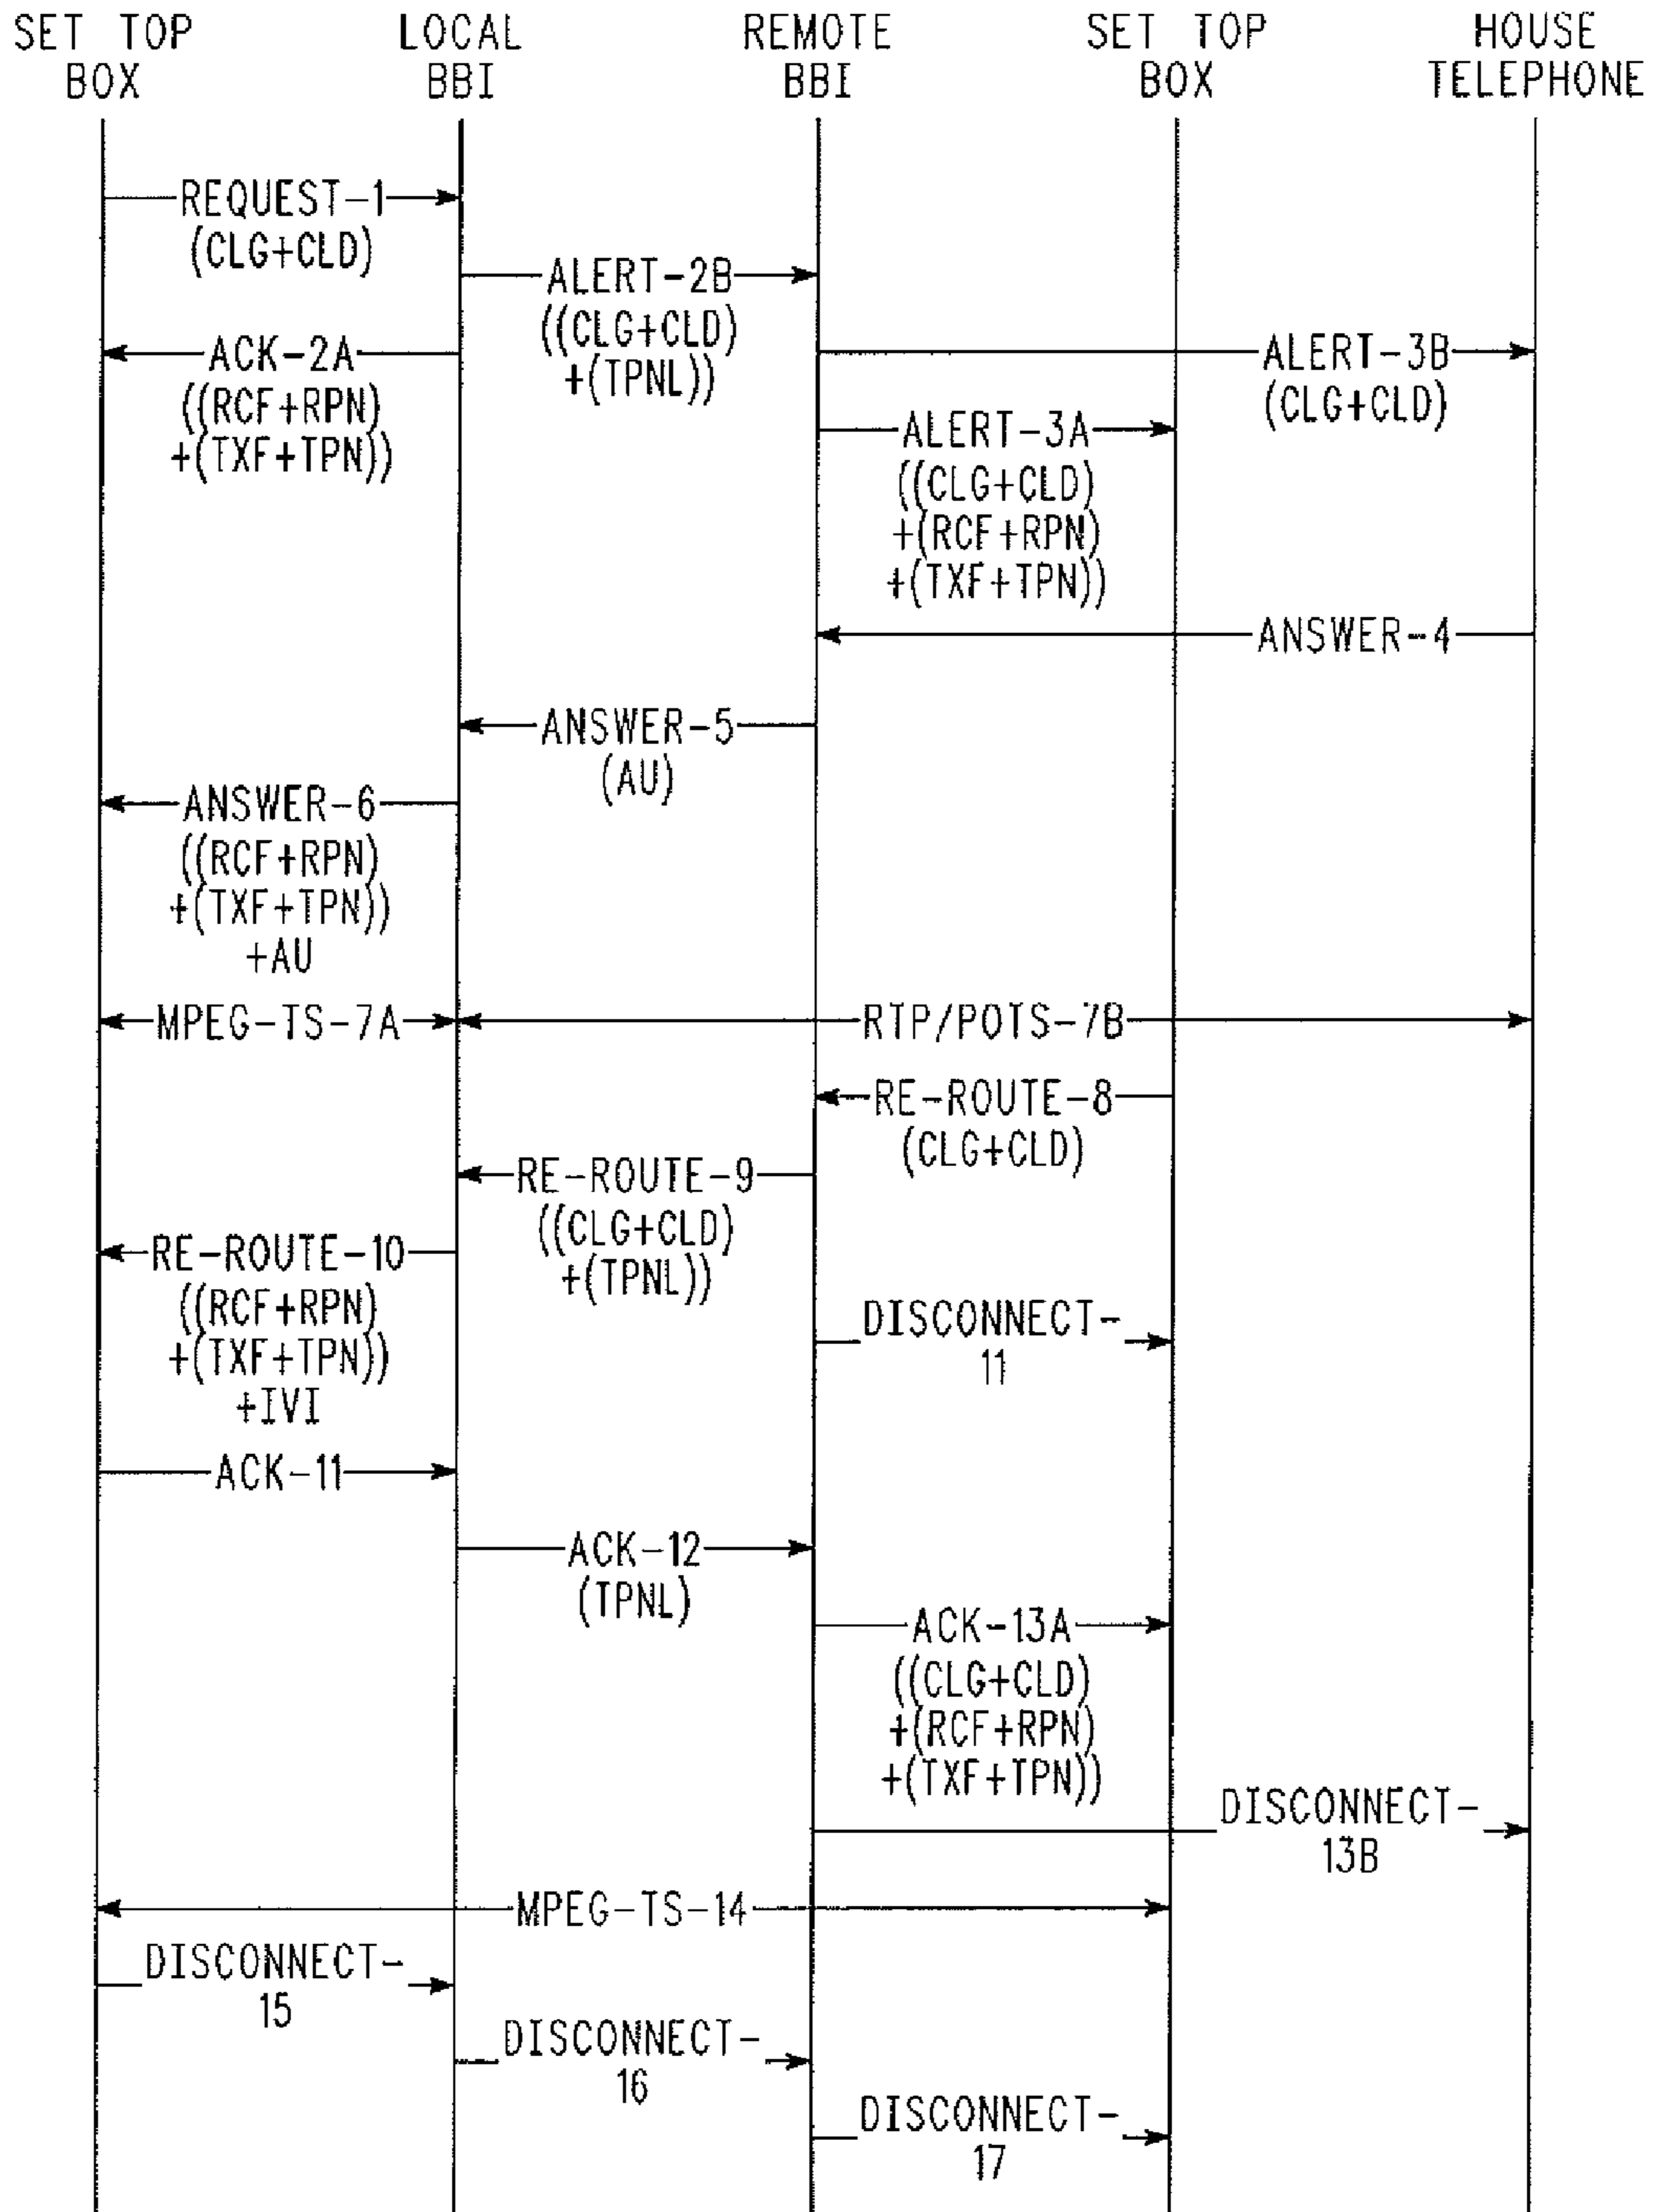 SET TOP
BOX
LOCAL
BBI
REMOTE
BBI
SET TOP
BOX
HOUSE
TELEPHONE
REQUEST-1
(CLG+CLD)
ALERT-2B
((CLG+CLD)
+(TPNL))
ACK-2A
((RCF+RPN)
+(TXF+TPN))
ALERT-3B
(CLG+CLD)
ALERT-3A
((CLG+CLD)
+(RCF+RPN)
+(TXF+TPN))
ANSWER-4
ANSWER-5
(AU)
ANSWER-6
((RCF+RPN)
+(TXF+TPN))
+AU
MPEG-TS-7A
RTP/POTS-7B
RE-ROUTE-8
(CLG+CLD)
RE-ROUTE-9
((CLG+CLD)
+(TPNL))
RE-ROUTE-10
((RCF+RPN)
+(TXF+TPN))
+IVI
DISCONNECT-
11
ACK-11
ACK-12
(TPNL)
ACK-13A
((CLG+CLD)
+(RCF+RPN)
+(TXF+TPN))
DISCONNECT-
13B
MPEG-TS-14
DISCONNECT-
15
DISCONNECT-
16
DISCONNECT-
17